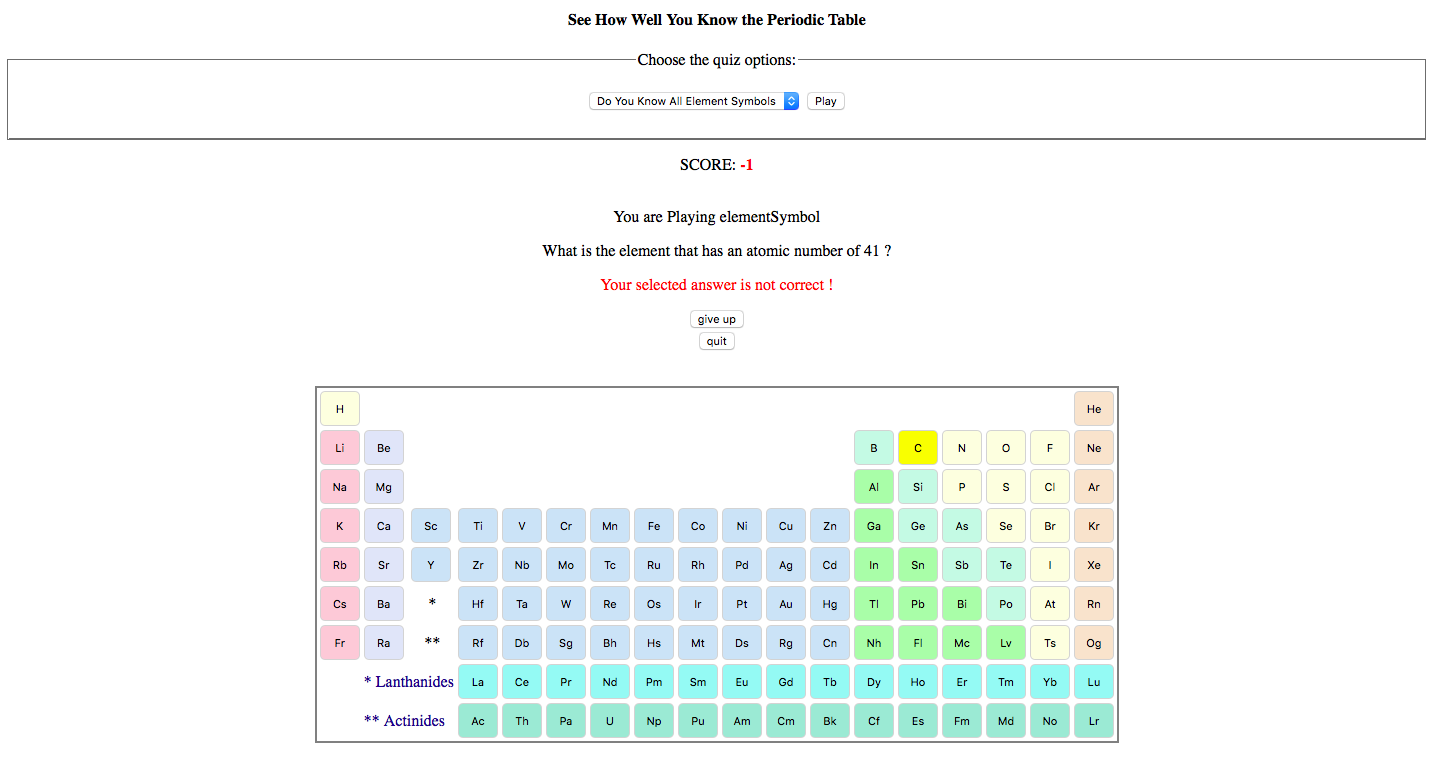 See How Well You Know the Periodic Table
Choose the quiz options:
Do You Know All Element Symbols Play
SCORE: -1
You are Playing elementSymbol
What is the element that has an atomic number of 41 ?
Your selected answer is not correct !
give up
quit
H He
Li Be B C N O F Ne
Na Mg Al Si P S Cl Ar
K Ca Sc Ti V Cr Mn Fe Co Ni Cu Zn Ga Ge As Se Br Kr
Rb Sr Y Zr Nb Mo Tc Ru Rh Pd Ag Cd In Sn Sb Te I Xe
Cs Ba * Hf Ta W Re Os Ir Pt Au Hg Tl Pb Bi Po At Rn
Fr Ra ** Rf Db Sg Bh Hs Mt Ds Rg Cn Nh Fl Mc Lv Ts Og
* Lanthanides La Ce Pr Nd Pm Sm Eu Gd Tb Dy Ho Er Tm Yb Lu
** Actinides Ac Th Pa U Np Pu Am Cm Bk Cf Es Fm Md No Lr